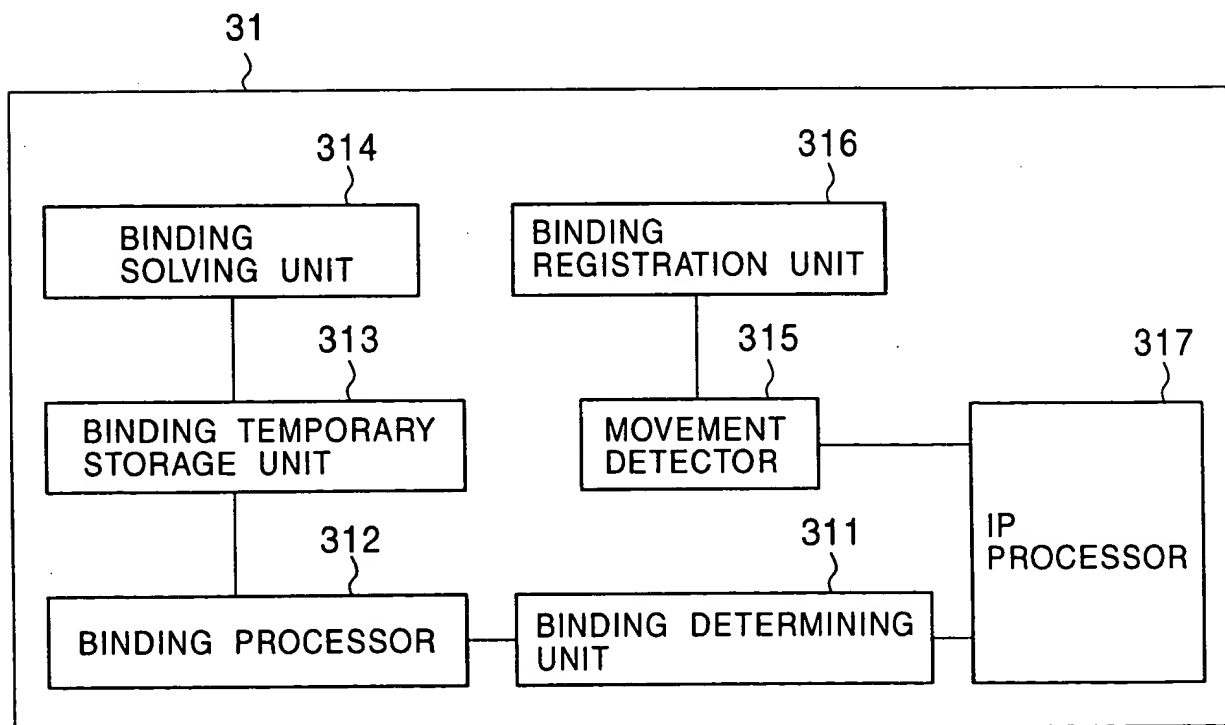 31
314
316
BINDING
SOLVING UNIT
BINDING
REGISTRATION UNIT
313
315
317
BINDING TEMPORARY
STORAGE UNIT
MOVEMENT
DETECTOR
IP
PROCESSOR
312
311
BINDING PROCESSOR
BINDING DETERMINING
UNIT